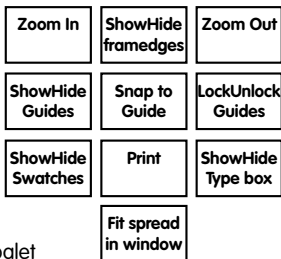 Zoom In
ShowHide
framedges
Zoom Out
ShowHide
Guides
Snap to
Guide
LockUnlock
Guides
ShowHide
Swatches
Print
ShowHide
Type box
Fit spread
in window